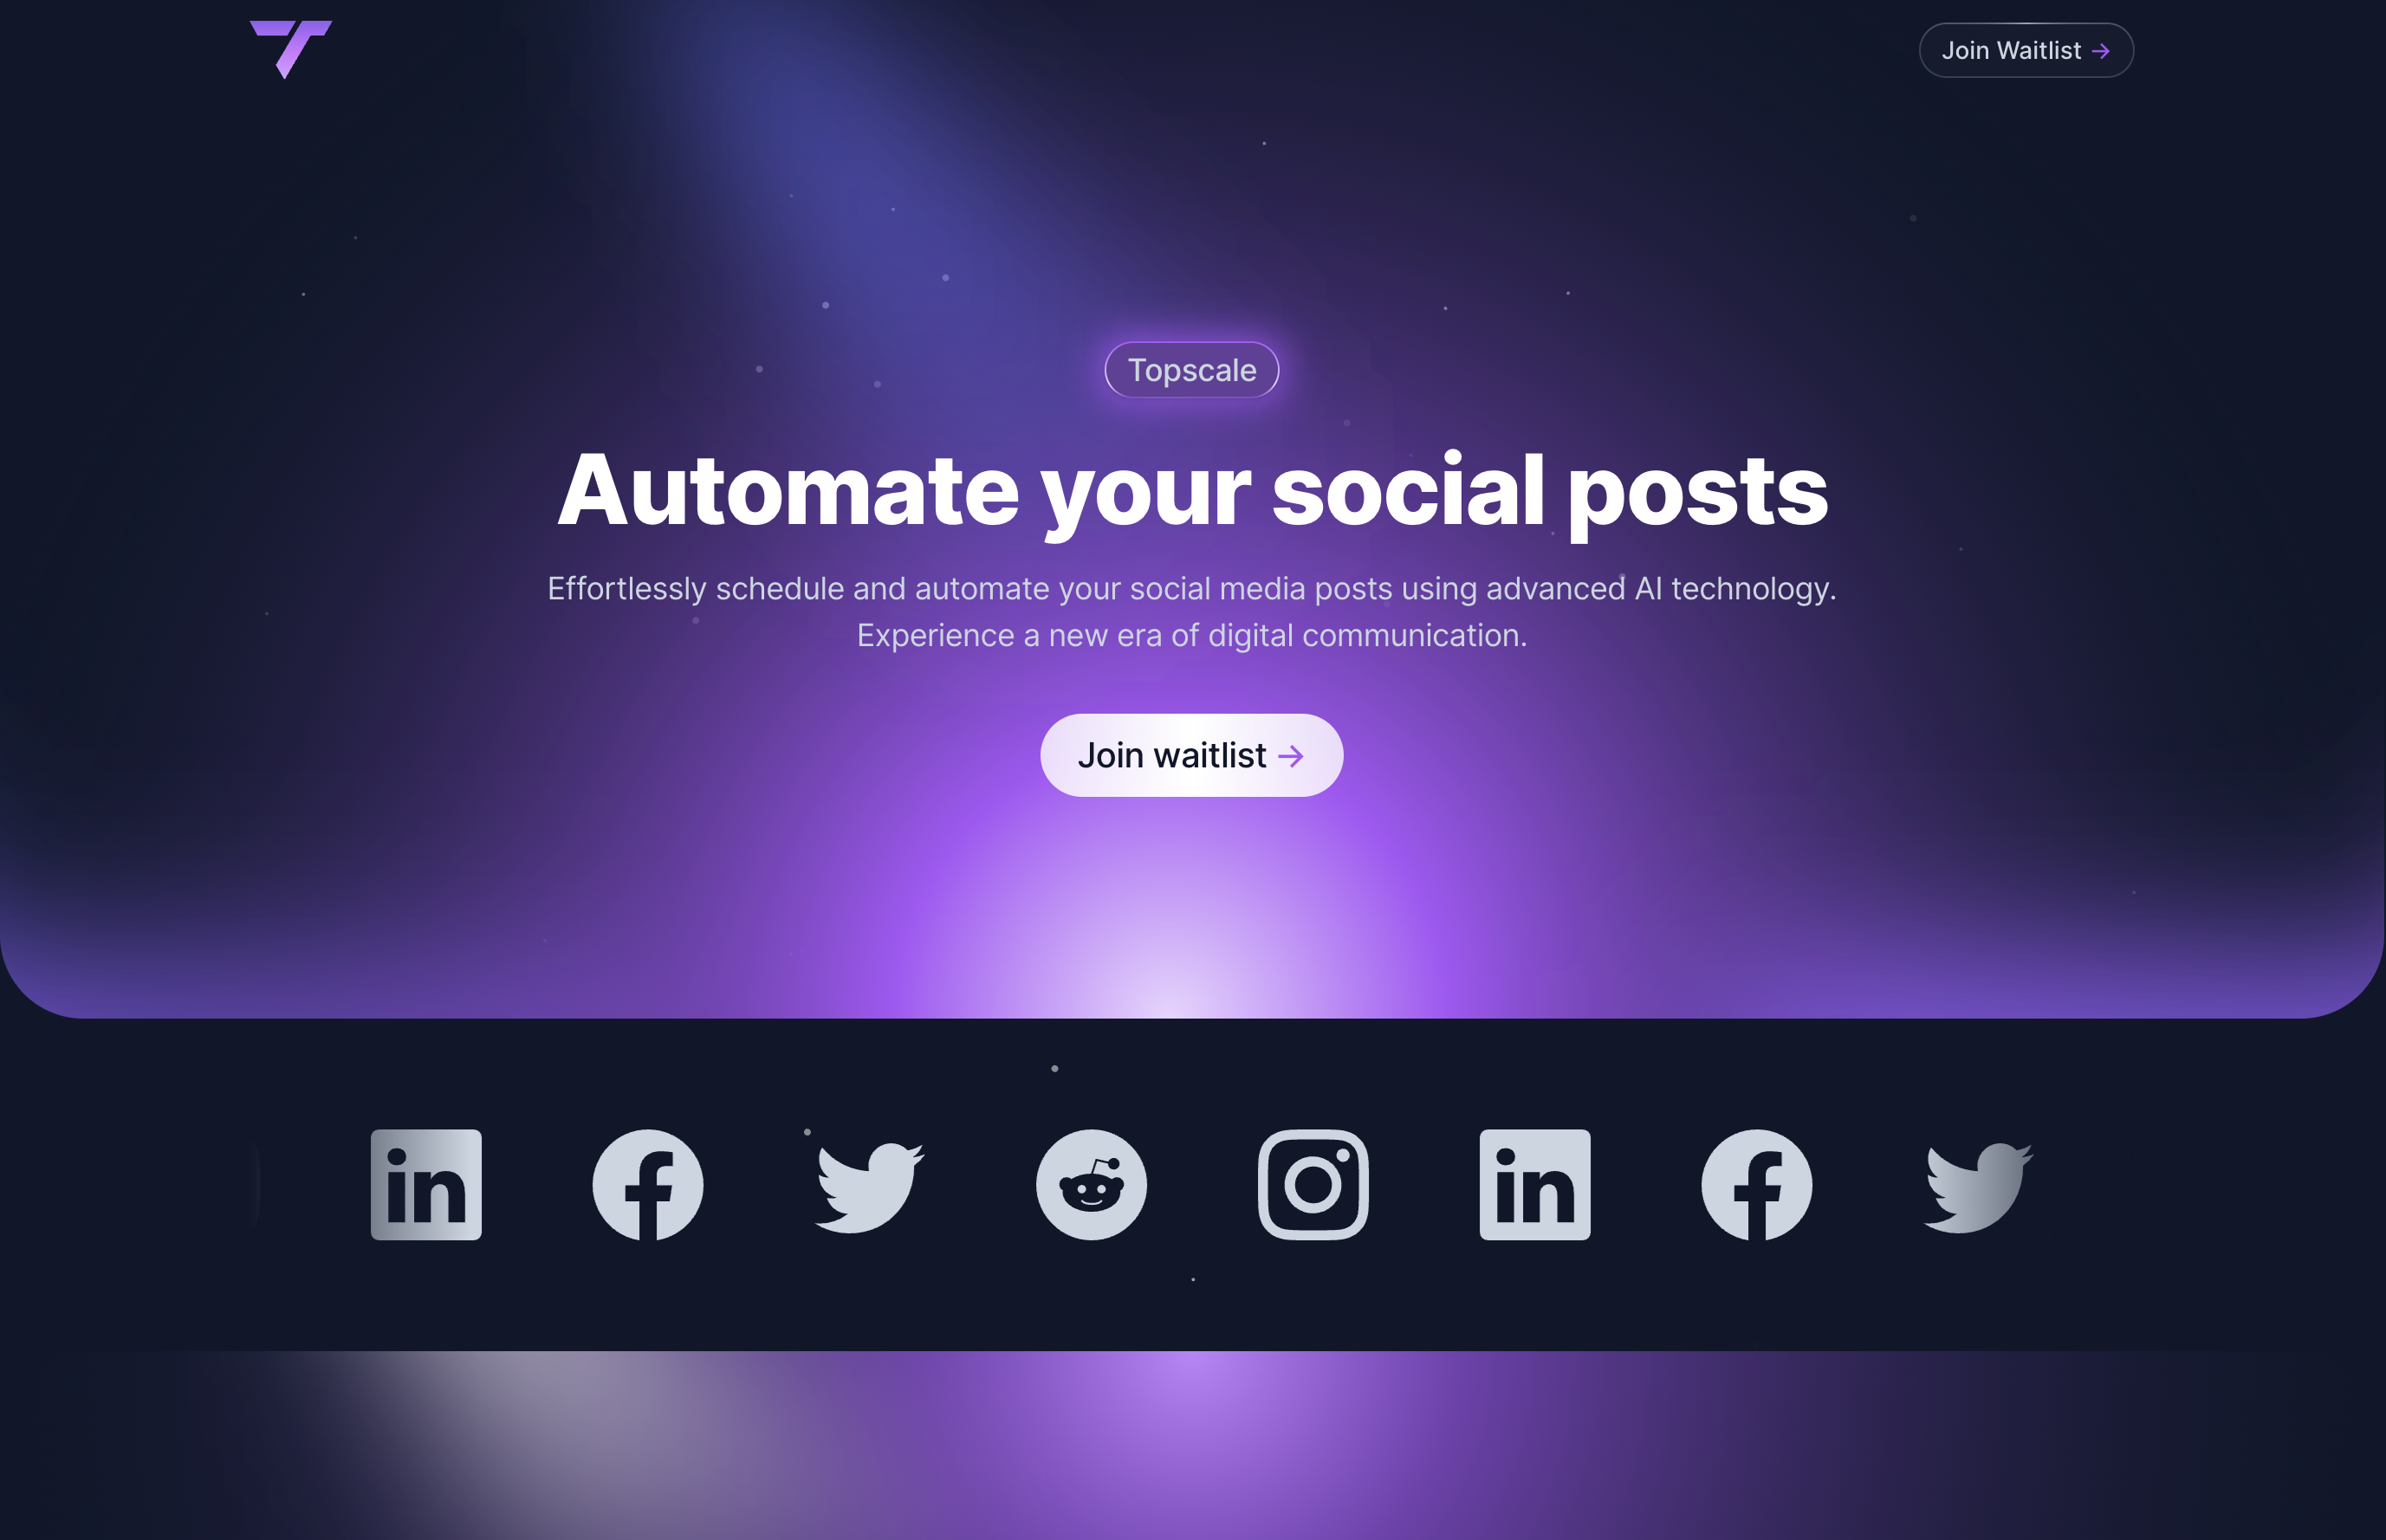 Join Waitlist →
Topscale
Automate your social posts
Effortlessly schedule and automate your social media posts using advanced AI technology.
Experience a new era of digital communication.
Join waitlist →
in
in